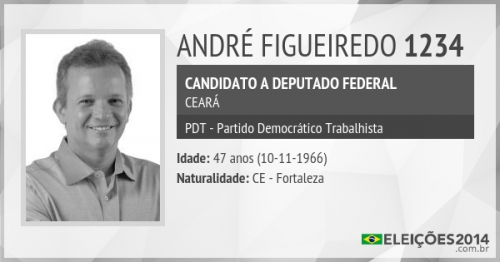 ANDRÉ FIGUEIREDO 1234
CANDIDATO A DEPUTADO FEDERAL
CEARÁ
PDT - Partido Democrático Trabalhista
Idade: 47 anos (10-11-1966)
Naturalidade: CE - Fortaleza
ELEIÇÕES2014
.com.br